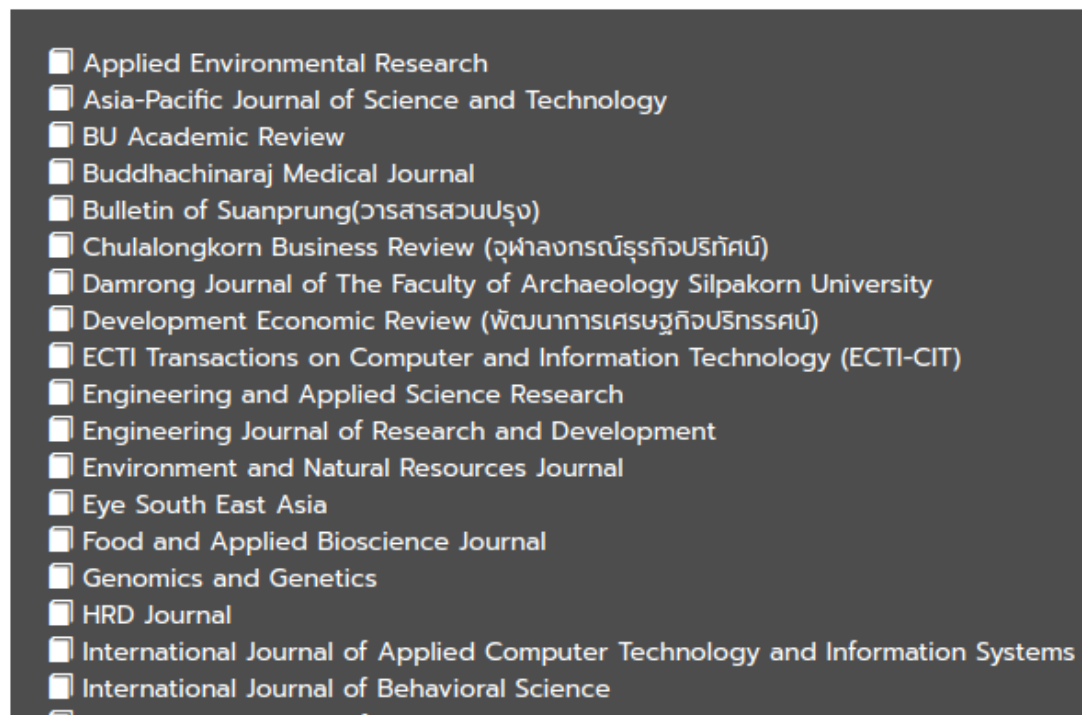 Applied Environmental Research
Asia-Pacific Journal of Science and Technology
BU Academic Review
Buddhachinaraj Medical Journal
Bulletin of Suanprung(วารสารสวนปรุง)
Chulalongkorn Business Review (จุฬาลงกรณ์ธุรกิจปริทัศน์)
Damrong Journal of The Faculty of Archaeology Silpakorn University
Development Economic Review (พัฒนาการเศรษฐกิจปริทรรศน์)
ECTI Transactions on Computer and Information Technology (ECTI-CIT)
Engineering and Applied Science Research
Engineering Journal of Research and Development
Environment and Natural Resources Journal
Eye South East Asia
Food and Applied Bioscience Journal
Genomics and Genetics
HRD Journal
International Journal of Applied Computer Technology and Information Systems
International Journal of Behavioral Science